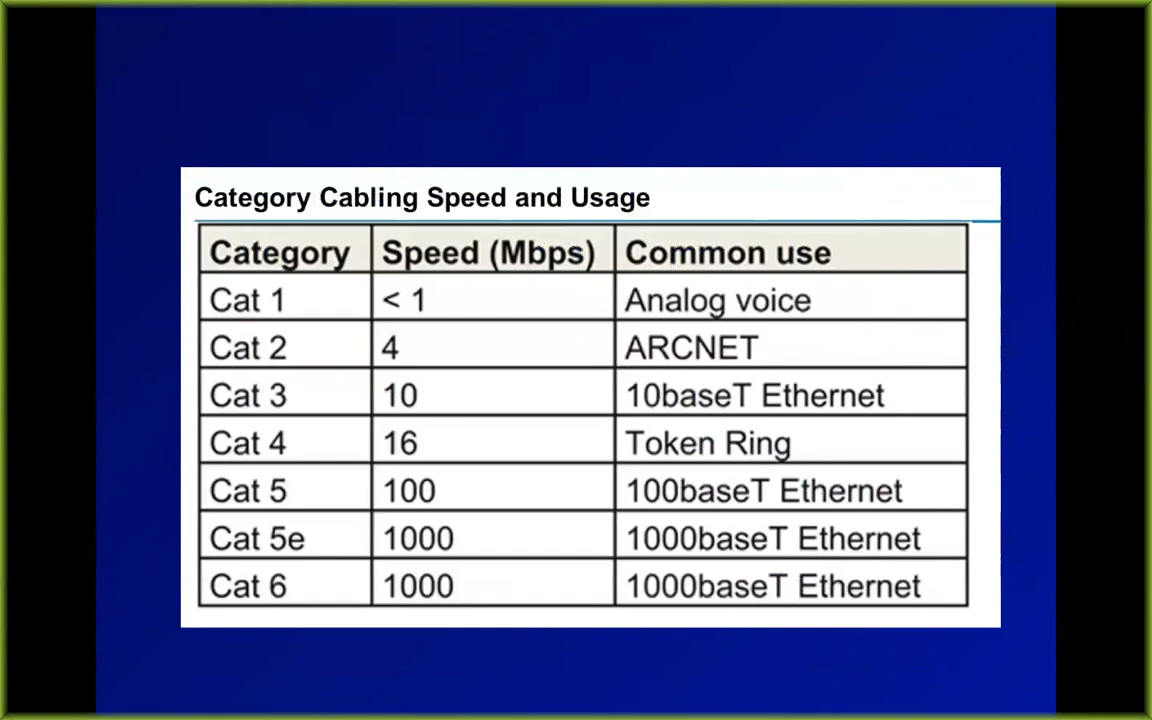 Category Cabling Speed and Usage
Category Speed (Mbps) Common use
Cat 1 < 1 Analog voice
Cat 2 4 ARCNET
Cat 3 10 10baseT Ethernet
Cat 4 16 Token Ring
Cat 5 100 100baseT Ethernet
Cat 5e 1000 1000baseT Ethernet
Cat 6 1000 1000baseT Ethernet